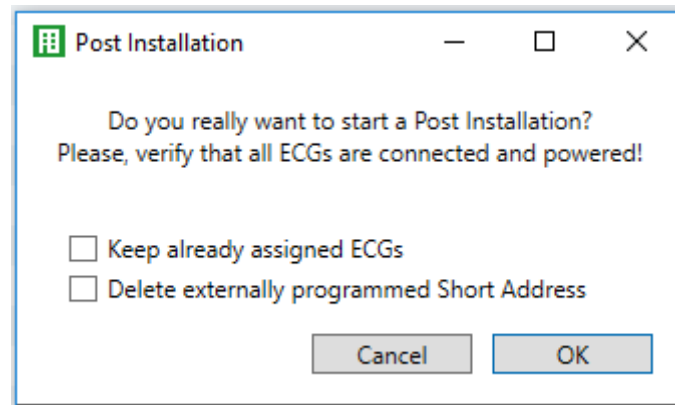 Post Installation
Do you really want to start a Post Installation?
Please, verify that all ECGs are connected and powered!
Keep already assigned ECGs
Delete externally programmed Short Address
Cancel
OK